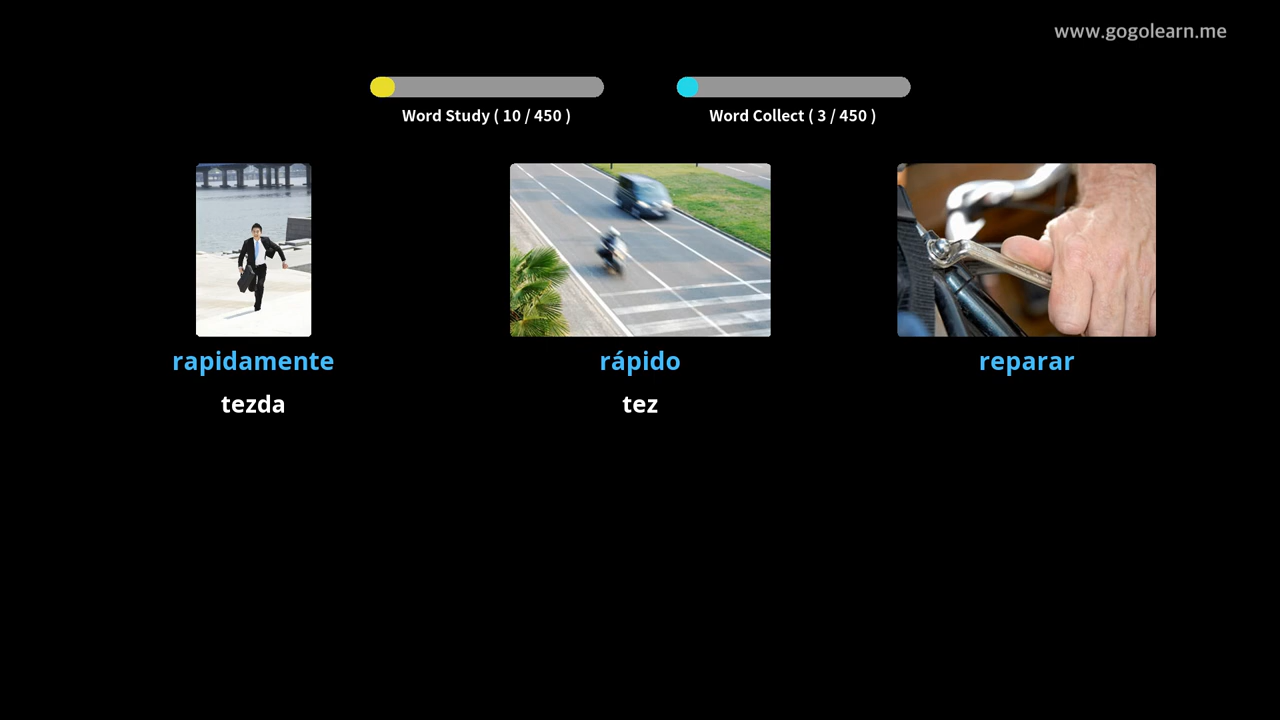 www.gogolearn.me
Word Study ( 10 / 450 )
Word Collect ( 3 / 450 )
rapidamente
rápido
reparar
tezda
tez